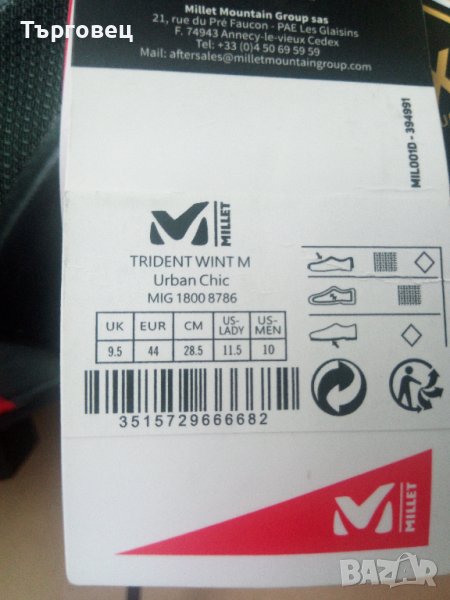 Търговец
Millet Mountain Group sas
21, rue du Pré Faucon - PAE Les Glaisins
F. 74943 Annecy-le-vieux Cedex
Tel: +33 (0)4 50 69 59 59
Mail: aftersales@milletmountaingroup.com
MIL001D - 394991
MILLET
TRIDENT WINT M
Urban Chic
MIG 1800 8786
UK EUR CM US-LADY US-MEN
9.5 44 28.5 11.5 10
3515729666682
MILLET
BAZAR